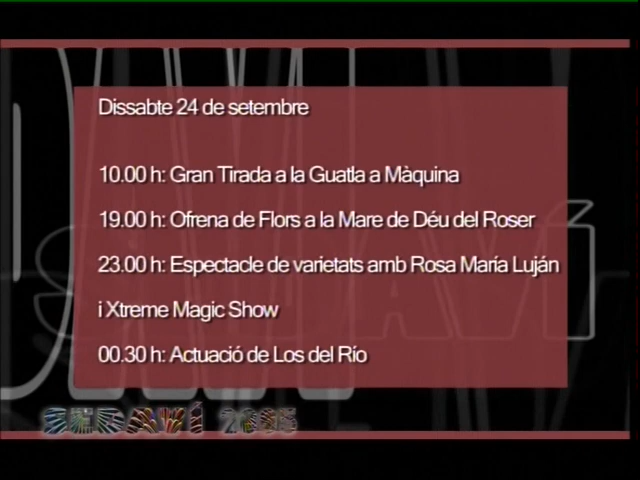 Dissabte 24 de setembre
10.00 h: Gran Tirada a la Guatla a Màquina
19.00 h: Ofrena de Flors a la Mare de Déu del Roser
23.00 h: Espectacle de varietats amb Rosa María Luján
i Xtreme Magic Show
00.30 h: Actuació de Los del Río
SEDAVÍ 2005